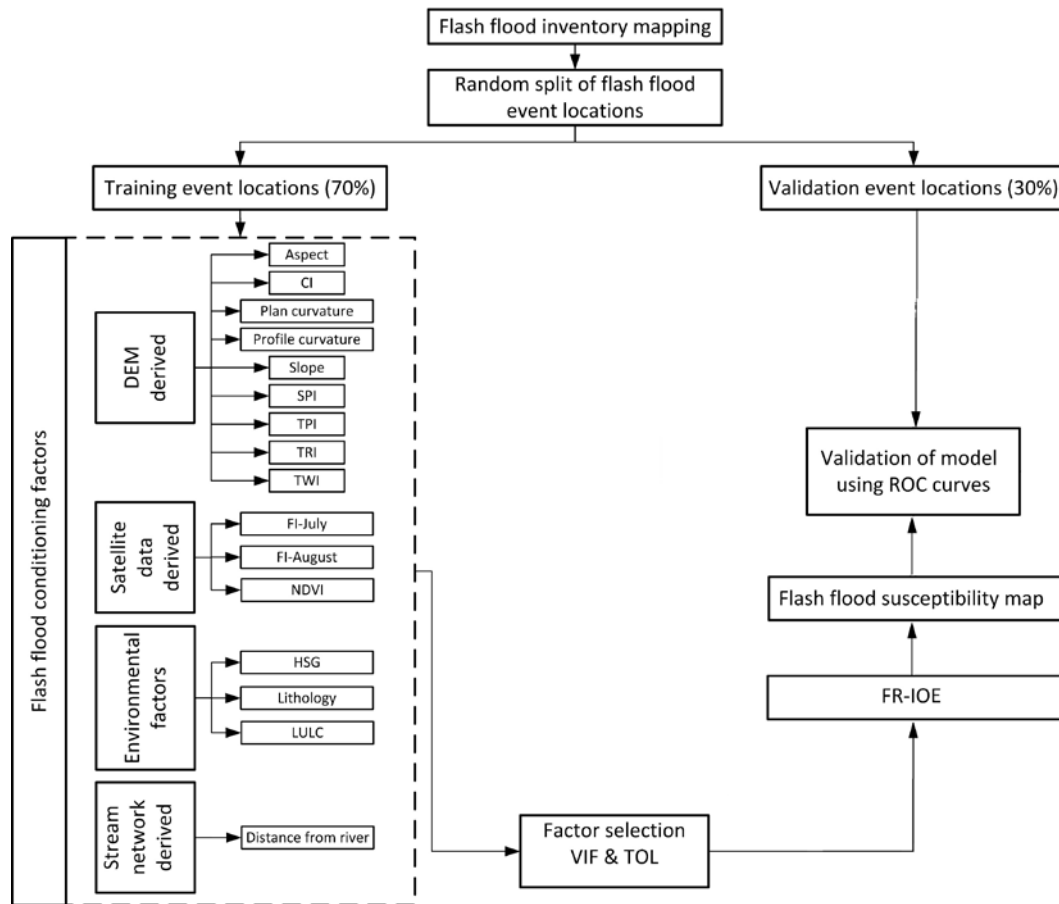 Flash flood inventory mapping
Random split of flash flood
event locations
Training event locations (70%)
Validation event locations (30%)
Flash flood conditioning factors
DEM
derived
Aspect
CI
Plan curvature
Profile curvature
Slope
SPI
TPI
TRI
TWI
Satellite
data
derived
FI-July
FI-August
NDVI
Environmental
factors
HSG
Lithology
LULC
Stream
network
derived
Distance from river
Factor selection
VIF & TOL
FR-IOE
Flash flood susceptibility map
Validation of model
using ROC curves